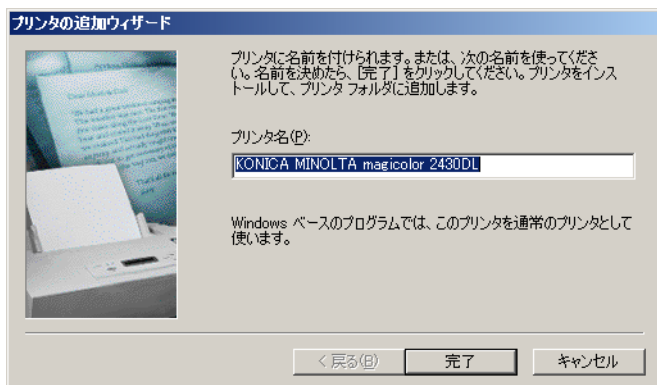 プリンタの追加ウィザード
プリンタに名前を付けられます。または、次の名前を使ってくださ
い。名前を決めたら、[完了] をクリックしてください。プリンタをインス
トールして、プリンタ フォルダに追加します。
プリンタ名(P):
KONICA MINOLTA magicolor 2430DL
Windows ベースのプログラムでは、このプリンタを通常のプリンタとして
使います。
< 戻る(B)
完了
キャンセル